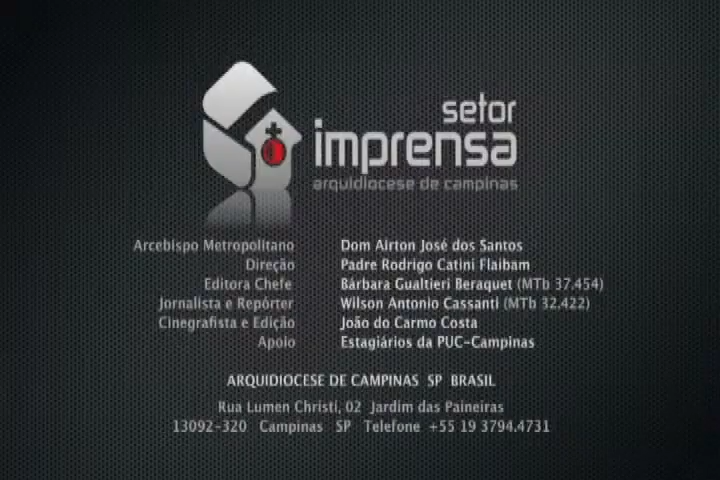 setor
imprensa
arquidiocese de campinas
Arcebispo Metropolitano Dom Airton José dos Santos
Direção Padre Rodrigo Catini Flaibam
Editora Chefe Bárbara Gualtieri Beraquet (MTb 37.454)
Jornalista e Repórter Wilson Antonio Cassanti (MTb 32.422)
Cinegrafista e Edição João do Carmo Costa
Apoio Estagiários da PUC-Campinas
ARQUIDIOCESE DE CAMPINAS SP BRASIL
Rua Lumen Christi, 02 Jardim das Paineiras
13092-320 Campinas SP Telefone +55 19 3794.4731